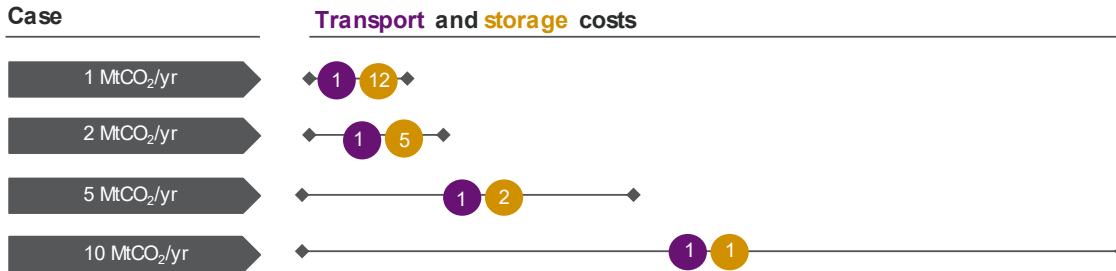 Case Transport and storage costs
1 MtCO₂/yr 1 12
2 MtCO₂/yr 1 5
5 MtCO₂/yr 1 2
10 MtCO₂/yr 1 1